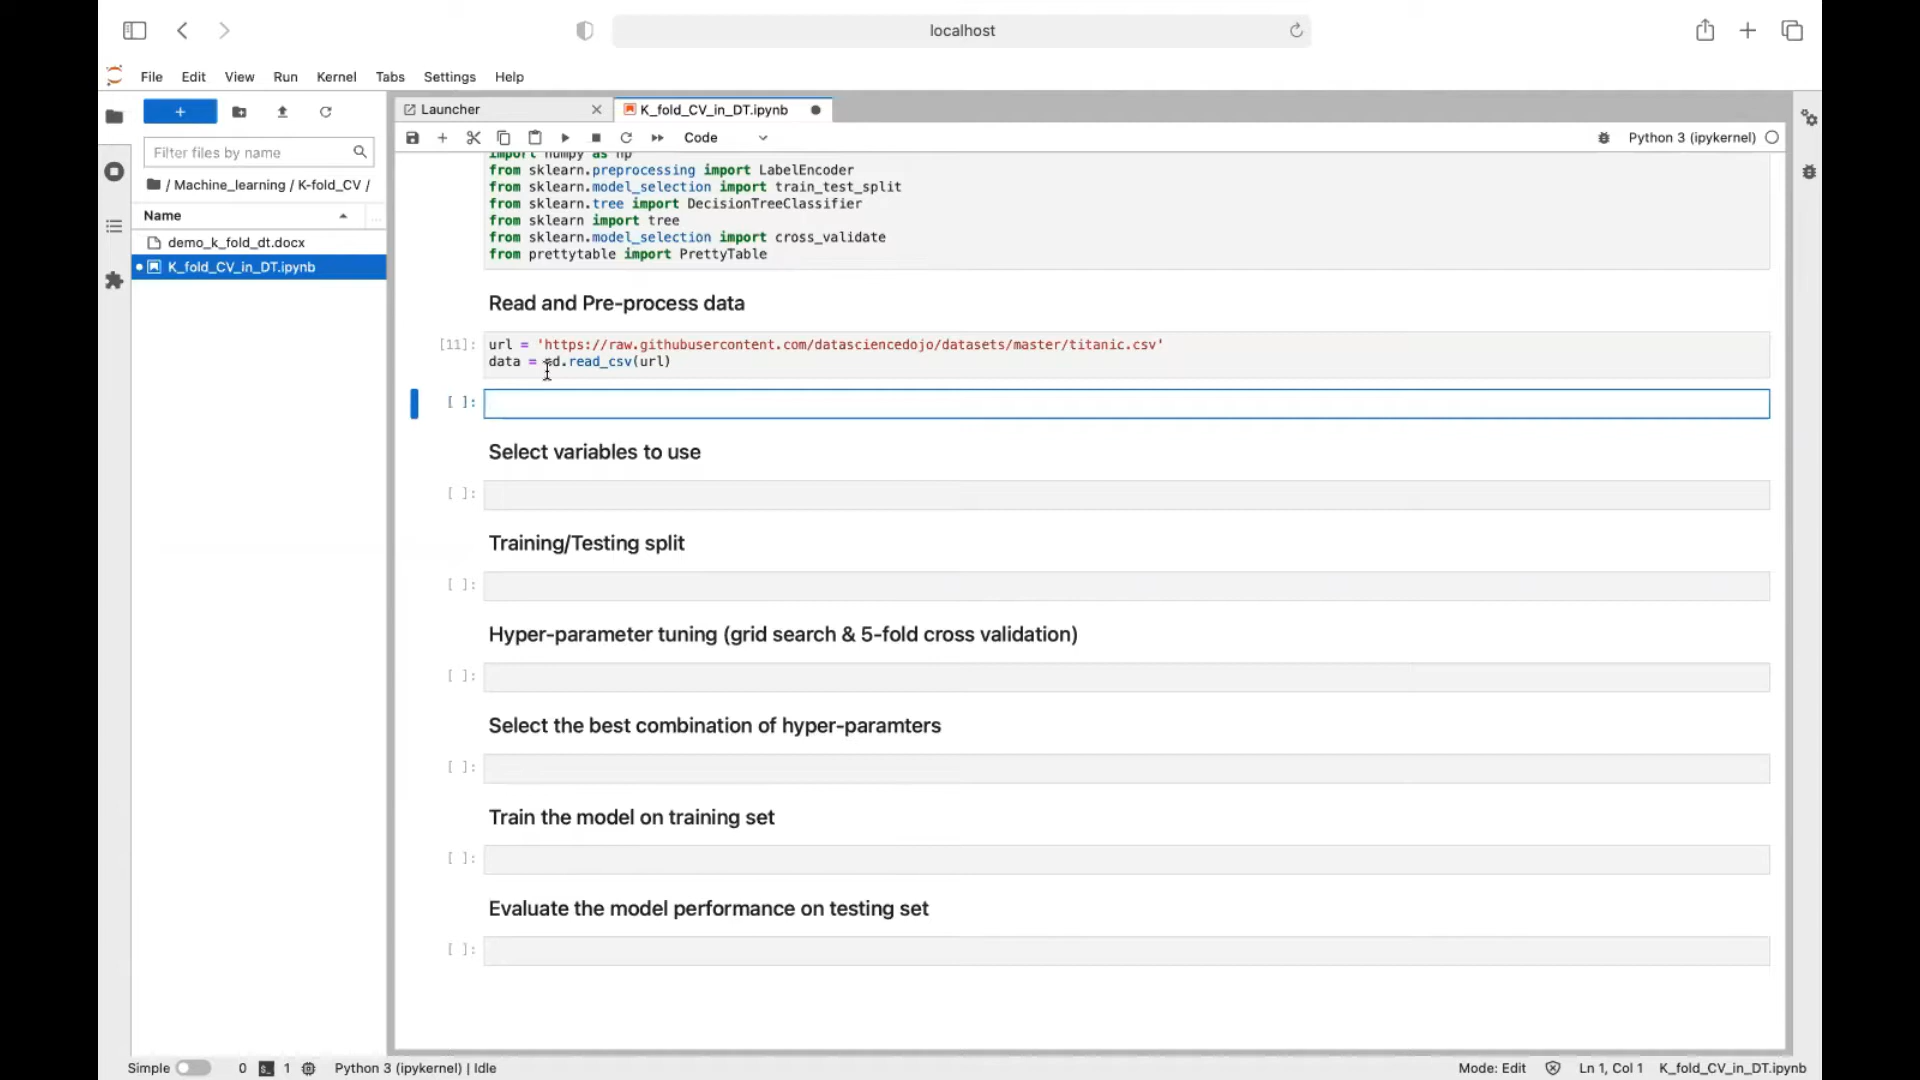 localhost
File Edit View Run Kernel Tabs Settings Help
Launcher
K_fold_CV_in_DT.ipynb
Code
Python 3 (ipykernel)
Filter files by name
/ Machine_learning / K-fold_CV /
Name
demo_k_fold_dt.docx
K_fold_CV_in_DT.ipynb
import numpy as np
from sklearn.preprocessing import LabelEncoder
from sklearn.model_selection import train_test_split
from sklearn.tree import DecisionTreeClassifier
from sklearn import tree
from sklearn.model_selection import cross_validate
from prettytable import PrettyTable
Read and Pre-process data
[11]: url = 'https://raw.githubusercontent.com/datasciencedojo/datasets/master/titanic.csv'
data = pd.read_csv(url)
[ ]:
Select variables to use
[ ]:
Training/Testing split
[ ]:
Hyper-parameter tuning (grid search & 5-fold cross validation)
[ ]:
Select the best combination of hyper-paramters
[ ]:
Train the model on training set
[ ]:
Evaluate the model performance on testing set
[ ]:
Simple 0 1 Python 3 (ipykernel) | Idle Mode: Edit Ln 1, Col 1 K_fold_CV_in_DT.ipynb